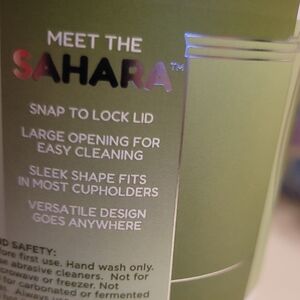 MEET THE
SAHARA™
SNAP TO LOCK LID
LARGE OPENING FOR
EASY CLEANING
SLEEK SHAPE FITS
IN MOST CUPHOLDERS
VERSATILE DESIGN
GOES ANYWHERE
SAFETY:
first use. Hand wash only.
abrasive cleaners. Not for
or freezer. Not
for carbonated or fermented
Always